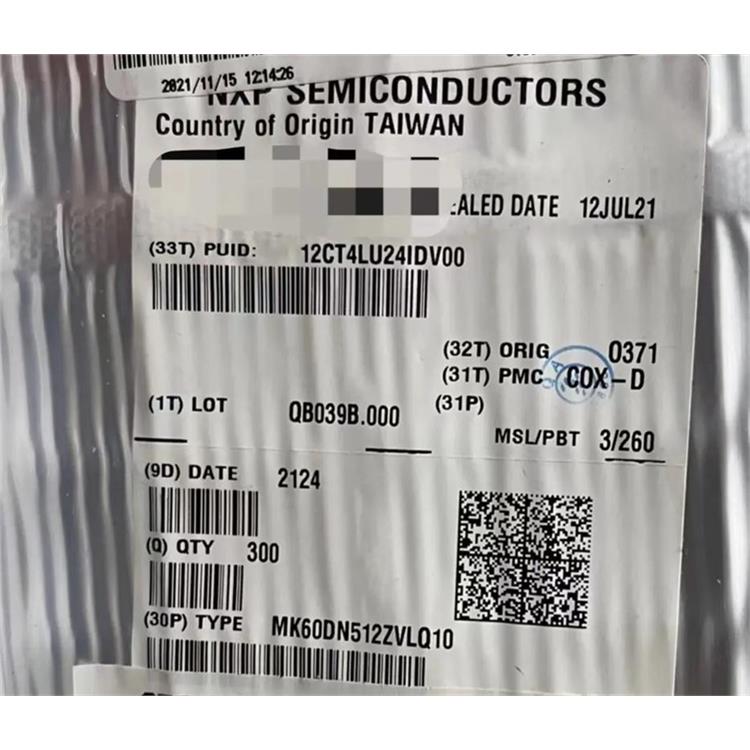 2021/11/15 12:14:26
NXP SEMICONDUCTORS
Country of Origin TAIWAN
EALED DATE 12JUL21
(33T) PUID: 12CT4LU24IDV00
(32T) ORIG 0371
(31T) PMC COX-D
(1T) LOT QB039B.000 (31P)
MSL/PBT 3/260
(9D) DATE 2124
(Q) QTY 300
(30P) TYPE MK60DN512ZVLQ10